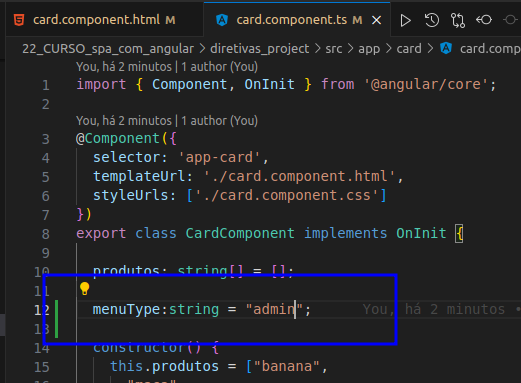 card.component.html M
card.component.ts M
22_CURSO_spa_com_angular > diretivas_project > src > app > card > card.comp
You, há 2 minutos | 1 author (You)
1 import { Component, OnInit } from '@angular/core';
2
You, há 2 minutos | 1 author (You)
3 @Component({
4 selector: 'app-card',
5 templateUrl: './card.component.html',
6 styleUrls: ['./card.component.css']
7 })
8 export class CardComponent implements OnInit {
9
10 produtos: string[] = [];
11
12 menuType:string = "admin"; You, há 2 minutos •
13
14 constructor() {
15 this.produtos = ["banana",
16